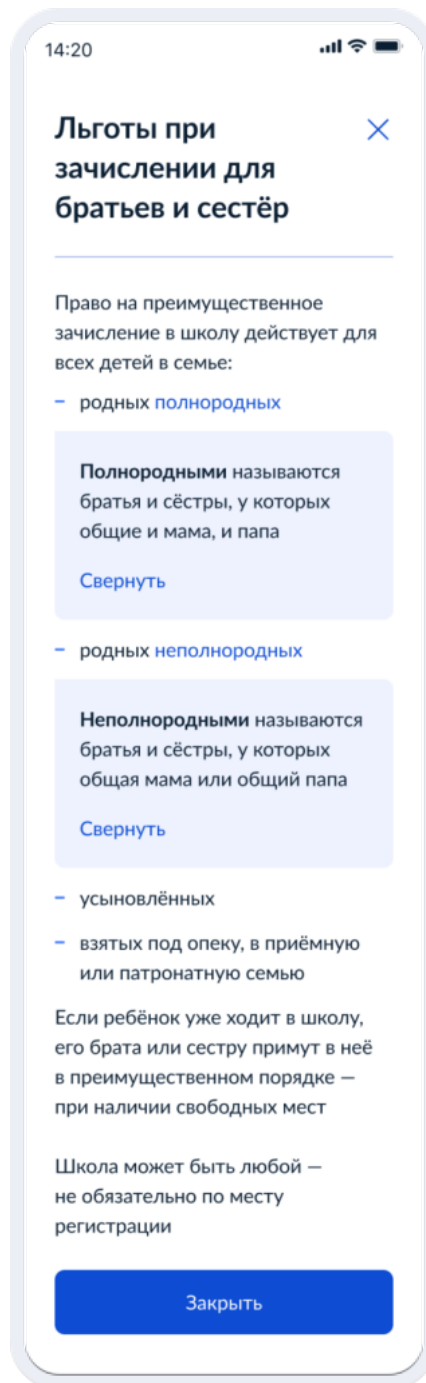 14:20
Льготы при
зачислении для
братьев и сестёр
Право на преимущественное
зачисление в школу действует для
всех детей в семье:
– родных полнородных
Полнородными называются
братья и сёстры, у которых
общие и мама, и папа
Свернуть
– родных неполнородных
Неполнородными называются
братья и сёстры, у которых
общая мама или общий папа
Свернуть
– усыновлённых
– взятых под опеку, в приёмную
или патронатную семью
Если ребёнок уже ходит в школу,
его брата или сестру примут в неё
в преимущественном порядке —
при наличии свободных мест
Школа может быть любой —
не обязательно по месту
регистрации
Закрыть